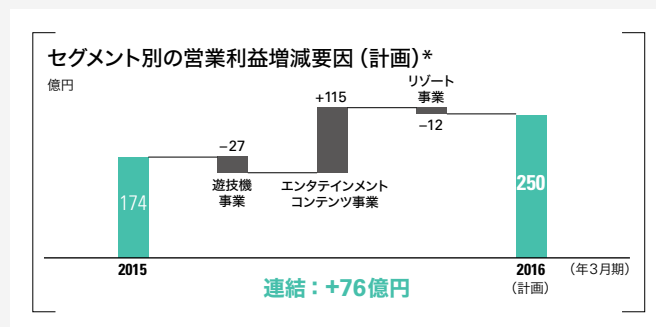 セグメント別の営業利益増減要因（計画）*
億円
174
−27
遊技機
事業
+115
エンタテインメント
コンテンツ事業
リゾート
事業
−12
250
2015
2016
（計画）
（年3月期）
連結：+76億円